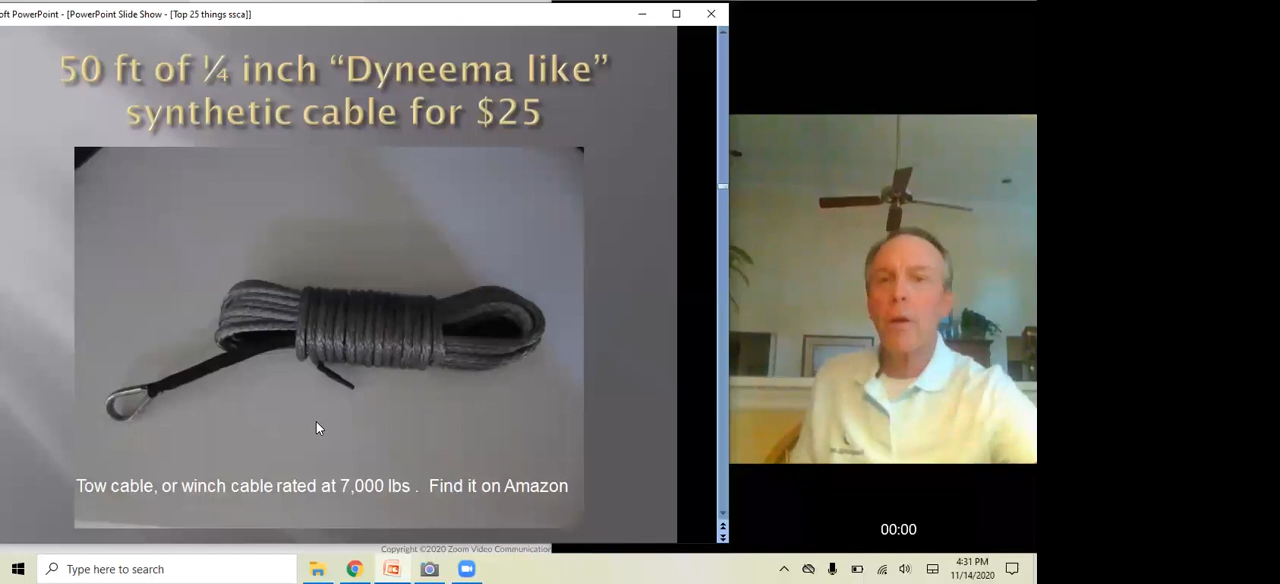 oft PowerPoint - [PowerPoint Slide Show - [Top 25 things ssca]]
50 ft of ¼ inch “Dyneema like”
synthetic cable for $25
Tow cable, or winch cable rated at 7,000 lbs .  Find it on Amazon
00:00
Copyright ©2020 Zoom Video Communication
Type here to search
4:31 PM
11/14/2020